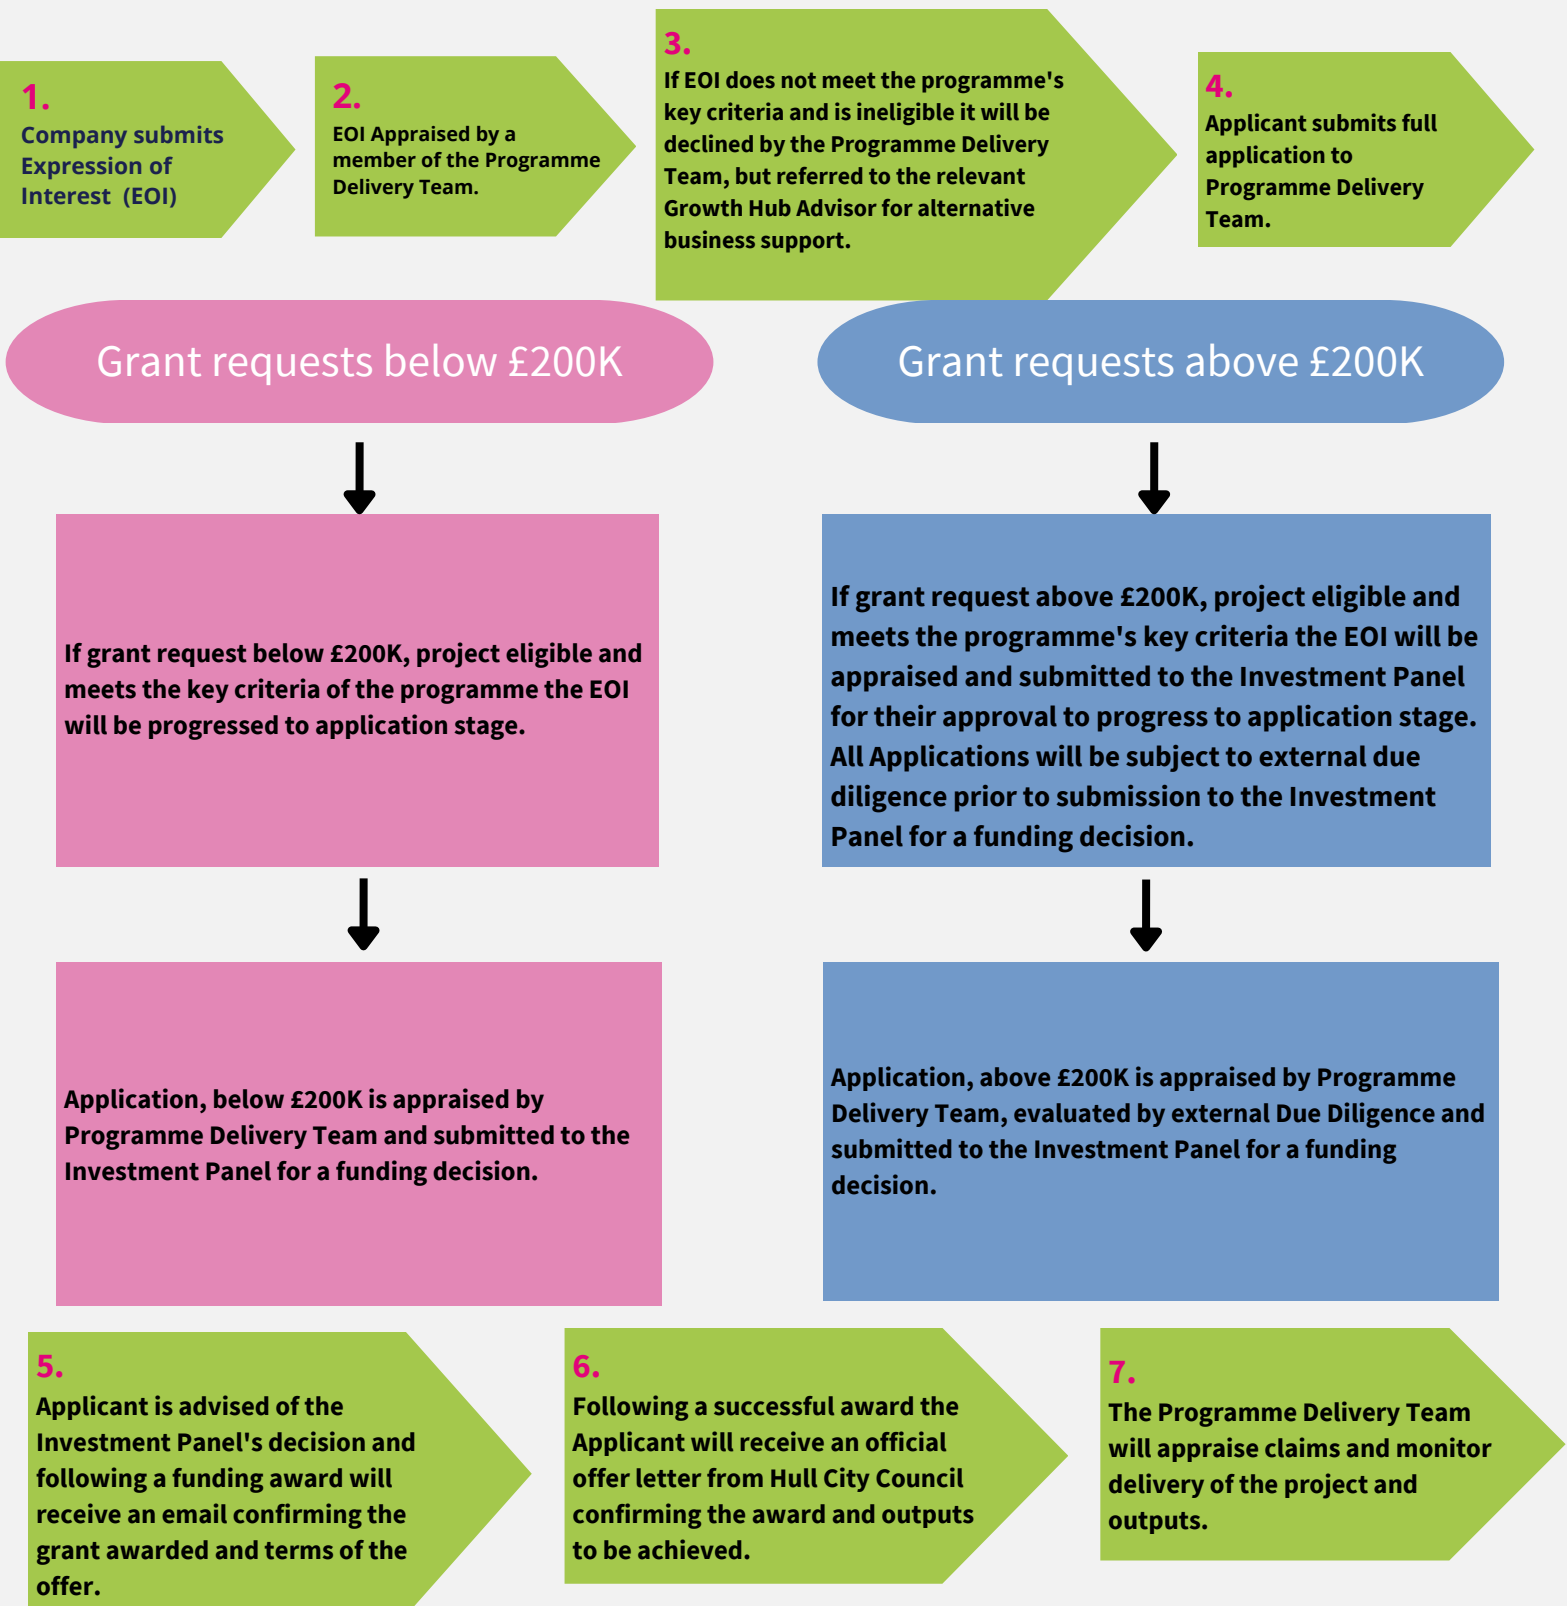 1.
Company submits
Expression of
Interest (EOI)
2.
EOI Appraised by a
member of the Programme
Delivery Team.
3.
If EOI does not meet the programme's
key criteria and is ineligible it will be
declined by the Programme Delivery
Team, but referred to the relevant
Growth Hub Advisor for alternative
business support.
4.
Applicant submits full
application to
Programme Delivery
Team.
Grant requests below £200K
Grant requests above £200K
If grant request below £200K, project eligible and
meets the key criteria of the programme the EOI
will be progressed to application stage.
If grant request above £200K, project eligible and
meets the programme's key criteria the EOI will be
appraised and submitted to the Investment Panel
for their approval to progress to application stage.
All Applications will be subject to external due
diligence prior to submission to the Investment
Panel for a funding decision.
Application, below £200K is appraised by
Programme Delivery Team and submitted to the
Investment Panel for a funding decision.
Application, above £200K is appraised by Programme
Delivery Team, evaluated by external Due Diligence and
submitted to the Investment Panel for a funding
decision.
5.
Applicant is advised of the
Investment Panel's decision and
following a funding award will
receive an email confirming the
grant awarded and terms of the
offer.
6.
Following a successful award the
Applicant will receive an official
offer letter from Hull City Council
confirming the award and outputs
to be achieved.
7.
The Programme Delivery Team
will appraise claims and monitor
delivery of the project and
outputs.